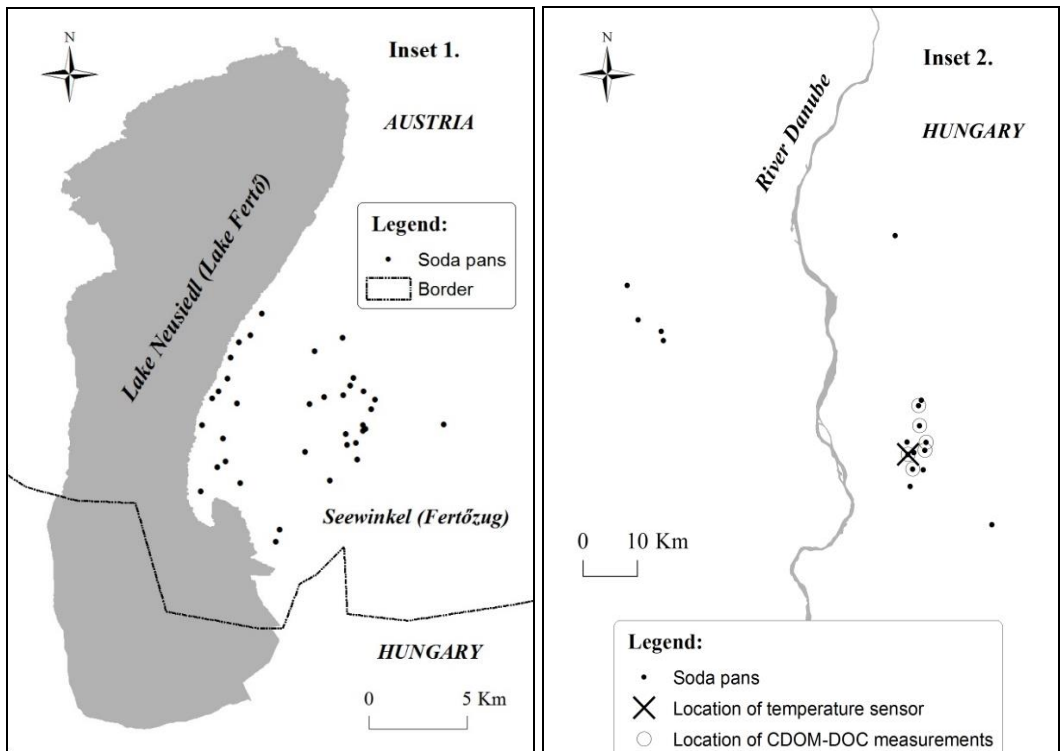 N
Inset 1.
AUSTRIA
Lake Neusiedl (Lake Fertő)
Legend:
Soda pans
Border
Seewinkel (Fertőzug)
HUNGARY
0 5 Km
N
Inset 2.
River Danube
HUNGARY
0 10 Km
Legend:
Soda pans
Location of temperature sensor
Location of CDOM-DOC measurements